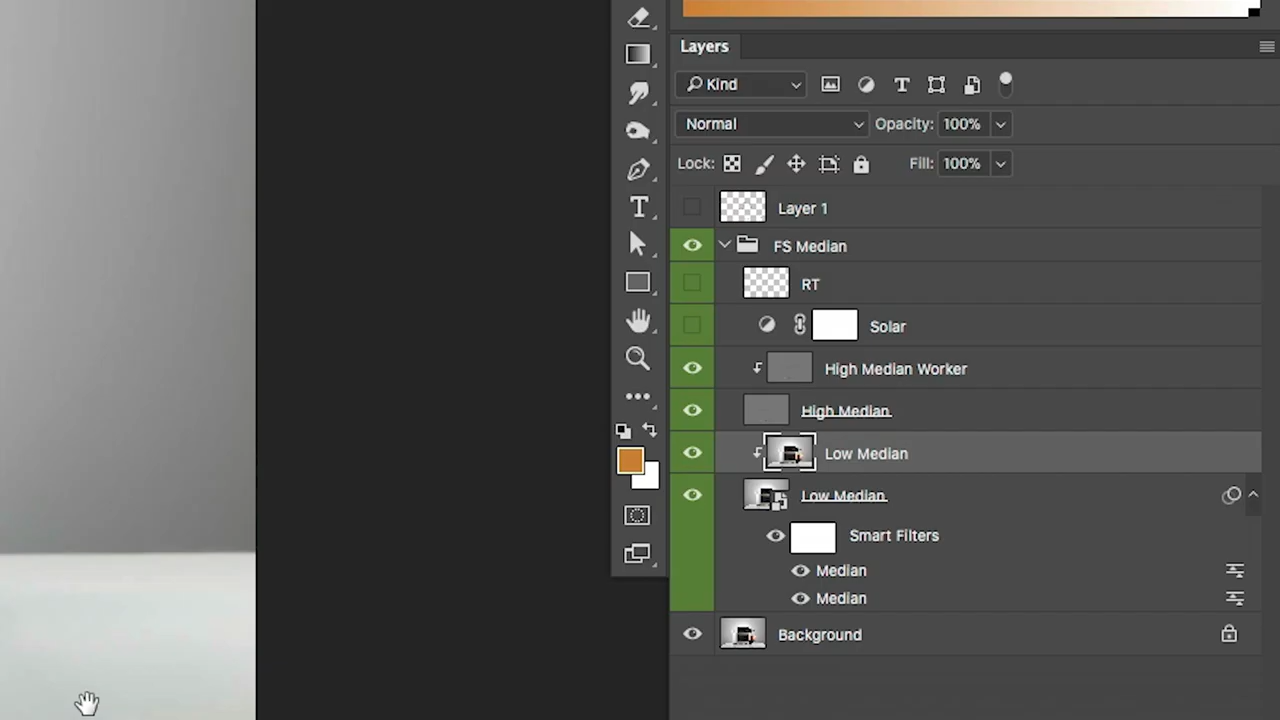 Layers
Kind
Normal
Opacity: 100%
Lock:
Fill: 100%
Layer 1
FS Median
RT
Solar
High Median Worker
High Median
Low Median
Low Median
Smart Filters
Median
Median
Background